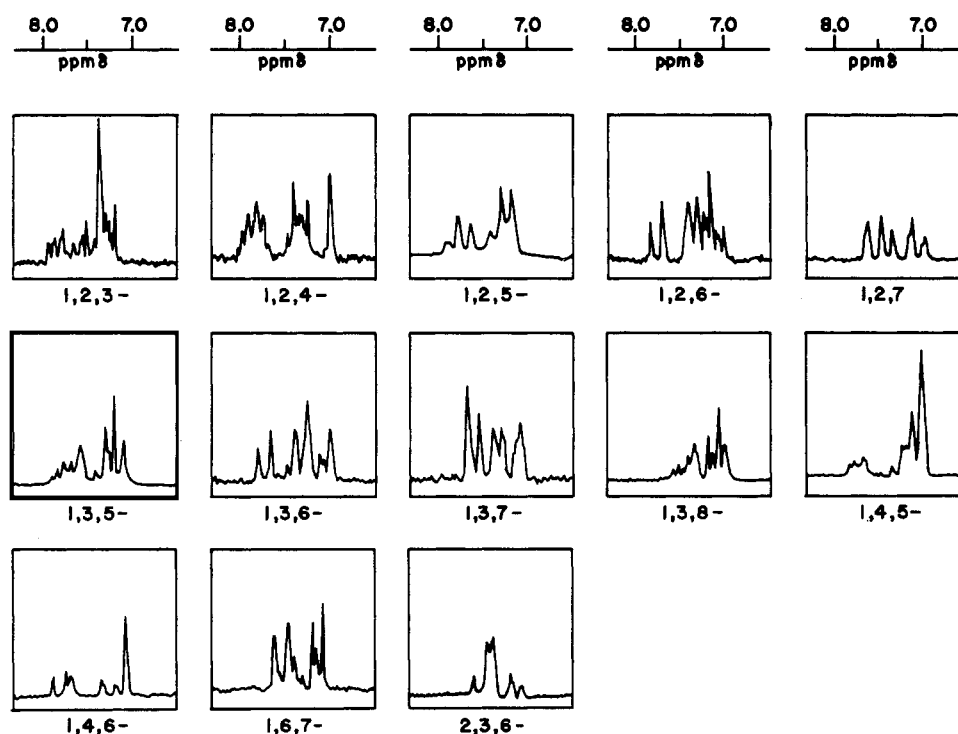 8.0 7.0 8.0 7.0 8.0 7.0 8.0 7.0 8.0 7.0
ppm δ ppm δ ppm δ ppm δ ppm δ
1,2,3- 1,2,4- 1,2,5- 1,2,6- 1,2,7
1,3,5- 1,3,6- 1,3,7- 1,3,8- 1,4,5-
1,4,6- 1,6,7- 2,3,6-